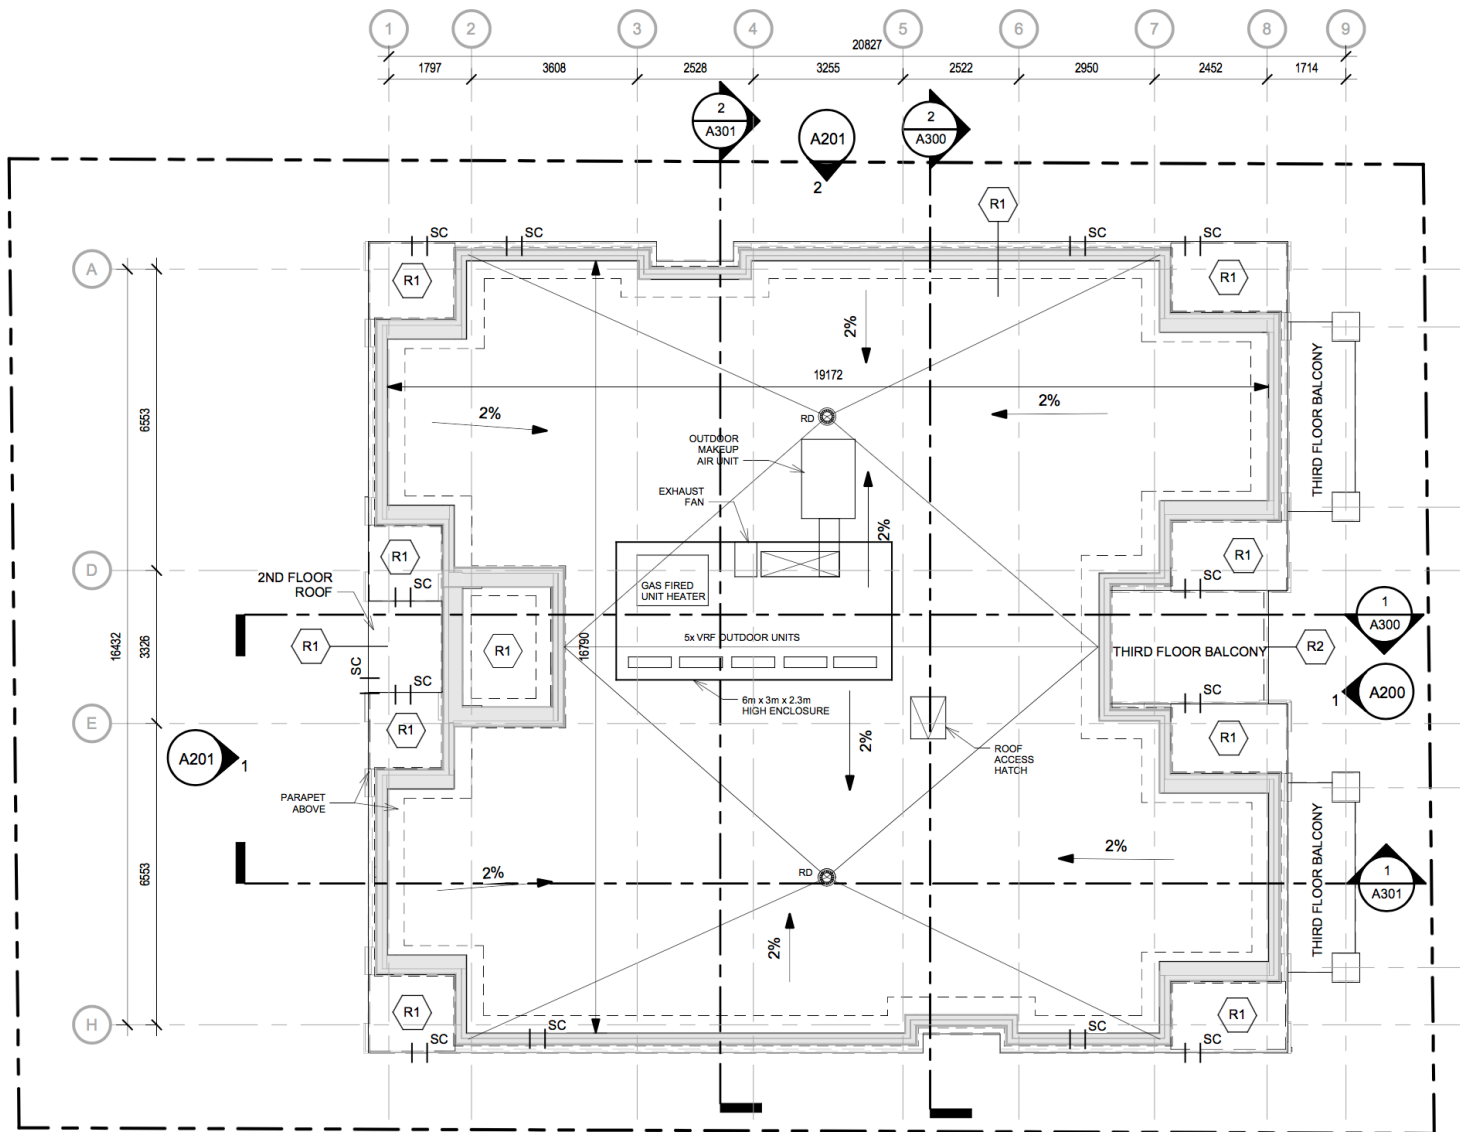 1 2 3 4 5 6 7 8 9
20827
1797 3608 2528 3255 2522 2950 2452 1714
2
A301
A201
2
2
A300
R1
SC SC SC SC
A
R1 R1
2%
19172
2% 2%
RD
6553
OUTDOOR
MAKEUP
AIR UNIT
EXHAUST
FAN
2%
THIRD FLOOR BALCONY
D
R1 R1
2ND FLOOR
ROOF
SC SC
GAS FIRED
UNIT HEATER
1
A300
16432
3326
R1
R1
16790
5x VRF OUTDOOR UNITS
THIRD FLOOR BALCONY
R2
SC
SC SC
6m x 3m x 2.3m
HIGH ENCLOSURE
1
A200
E
R1 R1
2%
ROOF
ACCESS
HATCH
A201
1
PARAPET
ABOVE
6553
2%
RD
2%
THIRD FLOOR BALCONY
1
A301
2%
R1 R1
H
SC SC SC SC